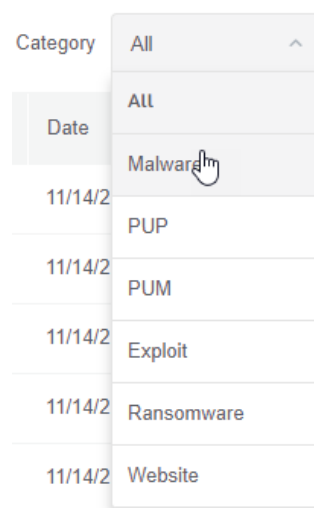 Category All
All
Date
Malware
11/14/2
PUP
11/14/2
PUM
11/14/2
Exploit
11/14/2
Ransomware
11/14/2
Website